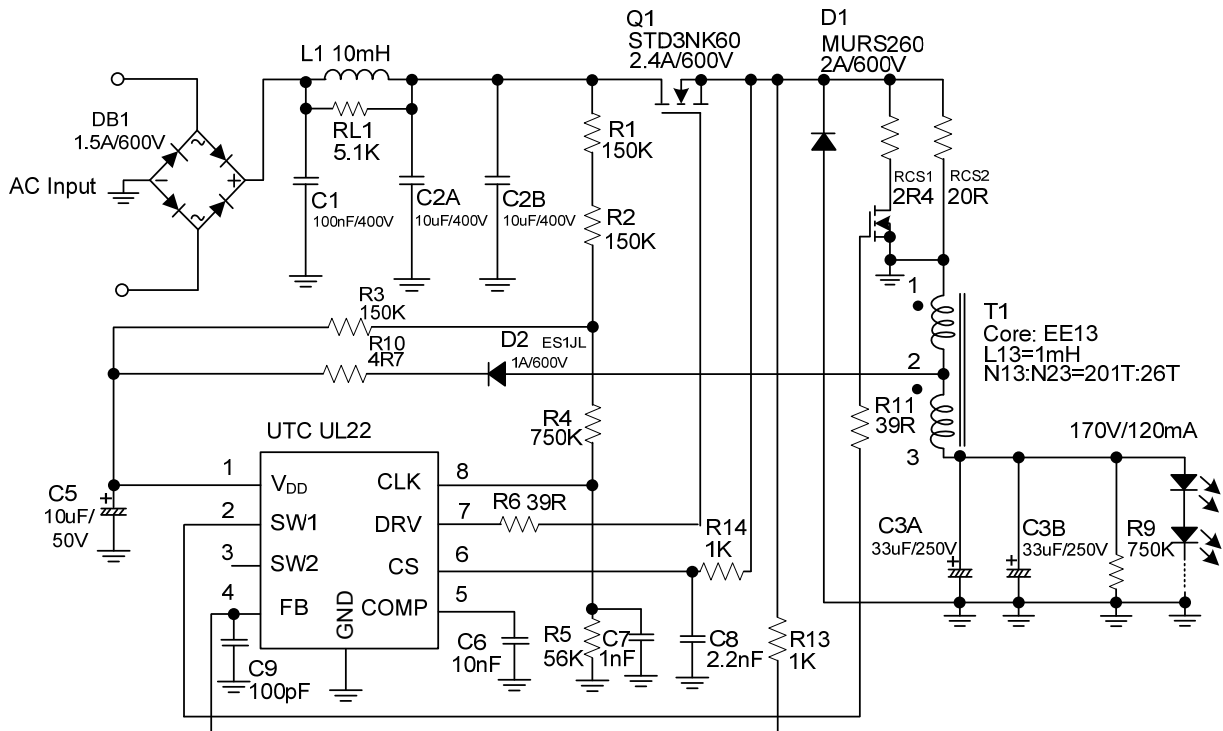 Q1
STD3NK60
2.4A/600V
D1
MURS260
2A/600V
L1 10mH
DB1
1.5A/600V
RL1
5.1K
AC Input
C1
100nF/400V
C2A
10uF/400V
C2B
10uF/400V
R1
150K
R2
150K
RCS1
2R4
RCS2
20R
R3
150K
R10
4R7
D2 ES1JL
1A/600V
1
2
3
T1
Core: EE13
L13=1mH
N13:N23=201T:26T
R4
750K
R11
39R
170V/120mA
UTC UL22
1
VDD
2
SW1
3
SW2
4
FB
GND
8
CLK
7
DRV
6
CS
5
COMP
C5
10uF/
50V
R6 39R
R14
1K
C3A
33uF/250V
C3B
33uF/250V
R9
750K
C9
100pF
C6
10nF
R5
56K
C7
1nF
C8
2.2nF
R13
1K